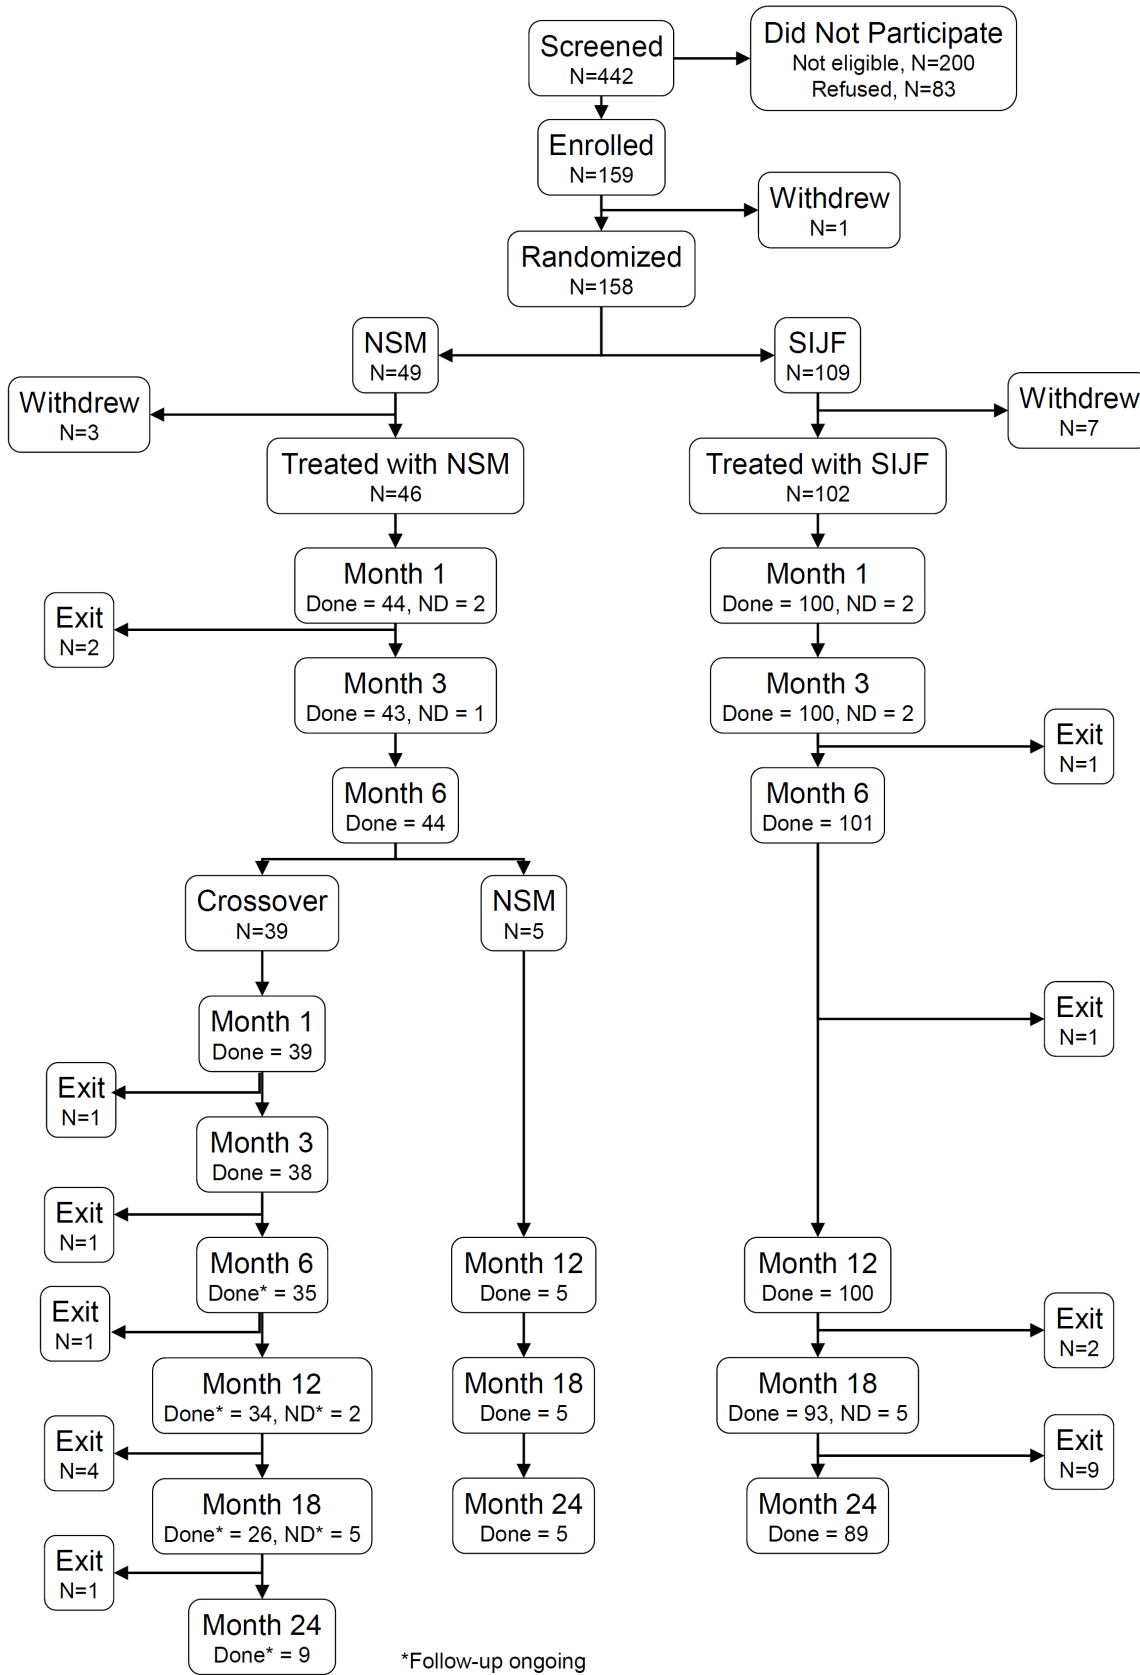 Screened
N=442
Did Not Participate
Not eligible, N=200
Refused, N=83
Enrolled
N=159
Withdrew
N=1
Randomized
N=158
NSM
N=49
SIJF
N=109
Withdrew
N=3
Withdrew
N=7
Treated with NSM
N=46
Treated with SIJF
N=102
Month 1
Done = 44, ND = 2
Month 1
Done = 100, ND = 2
Exit
N=2
Month 3
Done = 43, ND = 1
Month 3
Done = 100, ND = 2
Exit
N=1
Month 6
Done = 44
Month 6
Done = 101
Crossover
N=39
NSM
N=5
Month 1
Done = 39
Exit
N=1
Exit
N=1
Month 3
Done = 38
Exit
N=1
Month 6
Done* = 35
Month 12
Done = 5
Month 12
Done = 100
Exit
N=1
Exit
N=2
Month 12
Done* = 34, ND* = 2
Month 18
Done = 5
Month 18
Done = 93, ND = 5
Exit
N=4
Exit
N=9
Month 18
Done* = 26, ND* = 5
Month 24
Done = 5
Month 24
Done = 89
Exit
N=1
Month 24
Done* = 9
*Follow-up ongoing